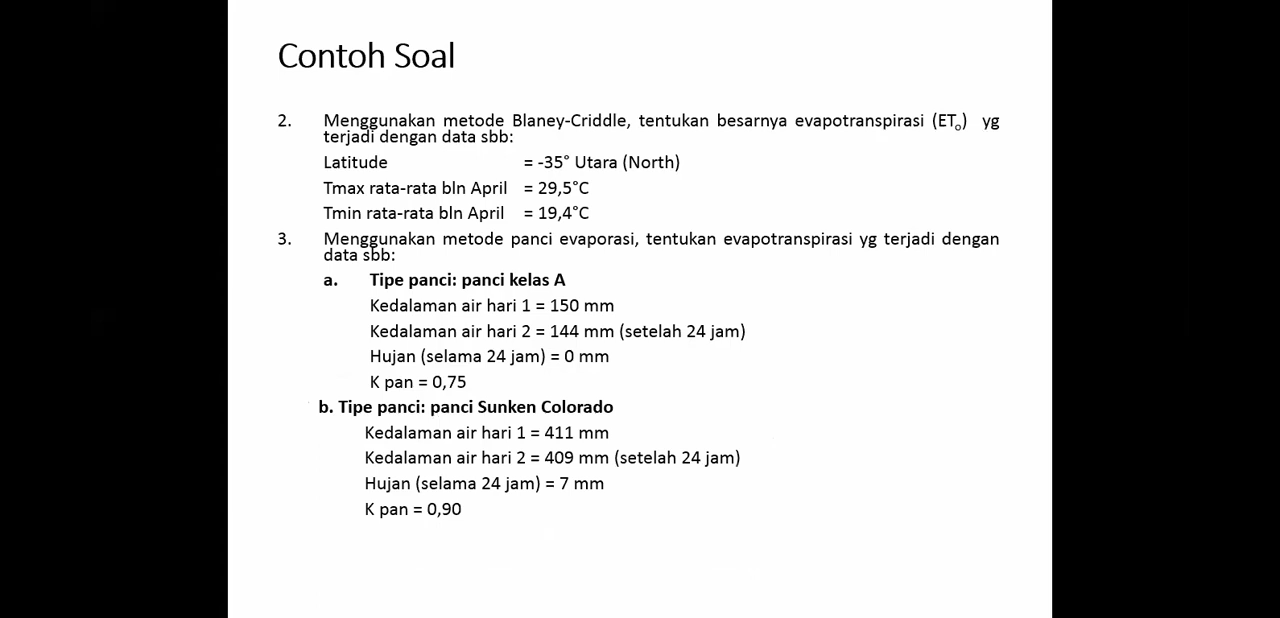 Contoh Soal
2. Menggunakan metode Blaney-Criddle, tentukan besarnya evapotranspirasi (ETo) yg
terjadi dengan data sbb:
Latitude = -35° Utara (North)
Tmax rata-rata bln April = 29,5°C
Tmin rata-rata bln April = 19,4°C
3. Menggunakan metode panci evaporasi, tentukan evapotranspirasi yg terjadi dengan
data sbb:
a. Tipe panci: panci kelas A
Kedalaman air hari 1 = 150 mm
Kedalaman air hari 2 = 144 mm (setelah 24 jam)
Hujan (selama 24 jam) = 0 mm
K pan = 0,75
b. Tipe panci: panci Sunken Colorado
Kedalaman air hari 1 = 411 mm
Kedalaman air hari 2 = 409 mm (setelah 24 jam)
Hujan (selama 24 jam) = 7 mm
K pan = 0,90